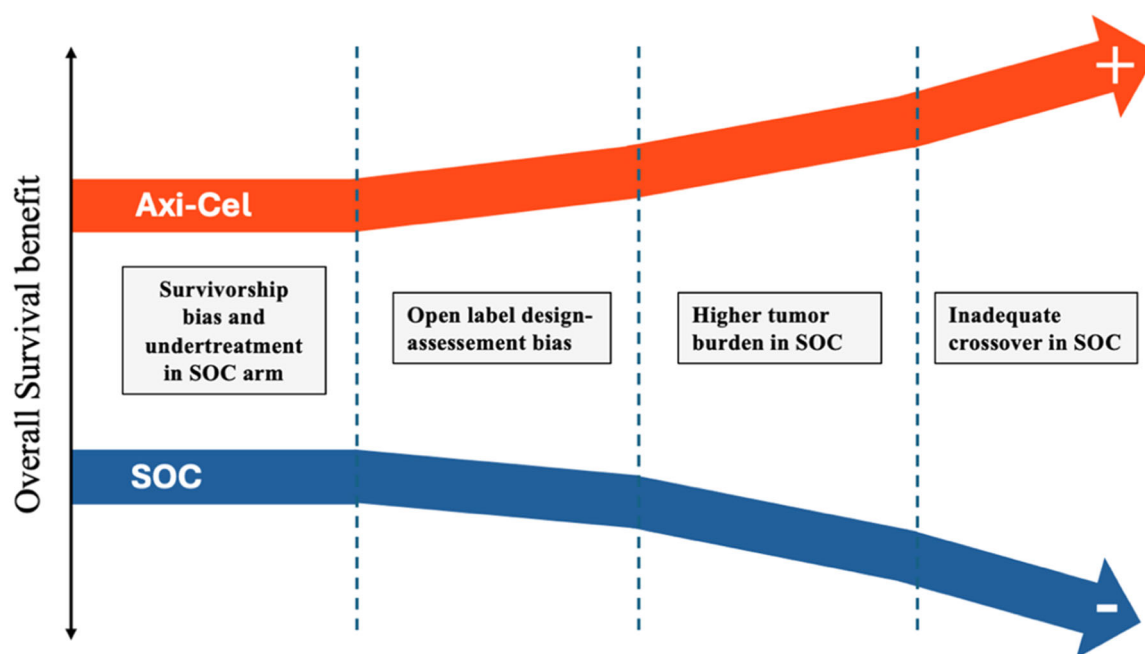 Overall Survival benefit
+
Axi-Cel
Survivorship
bias and
undertreatment
in SOC arm
Open label design-
assessement bias
Higher tumor
burden in SOC
Inadequate
crossover in SOC
SOC
-